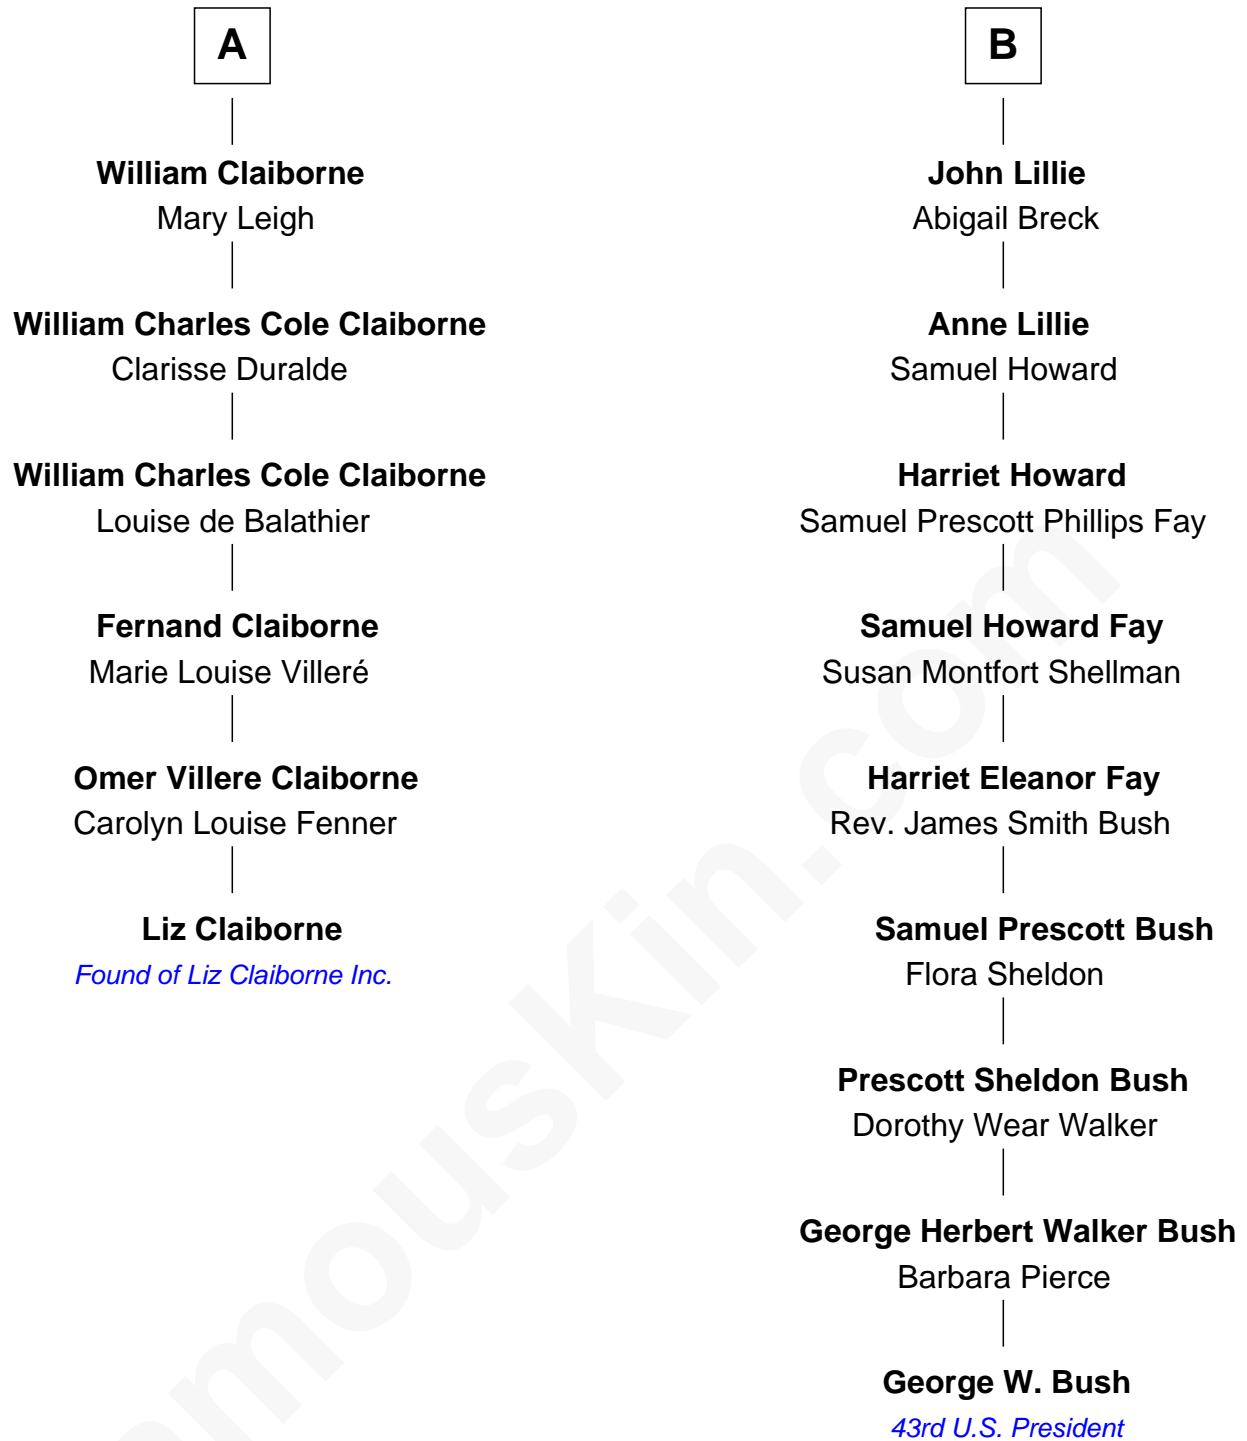 A
William Claiborne
Mary Leigh
William Charles Cole Claiborne
Clarisse Duralde
William Charles Cole Claiborne
Louise de Balathier
Fernand Claiborne
Marie Louise Villeré
Omer Villere Claiborne
Carolyn Louise Fenner
Liz Claiborne
Found of Liz Claiborne Inc.
B
John Lillie
Abigail Breck
Anne Lillie
Samuel Howard
Harriet Howard
Samuel Prescott Phillips Fay
Samuel Howard Fay
Susan Montfort Shellman
Harriet Eleanor Fay
Rev. James Smith Bush
Samuel Prescott Bush
Flora Sheldon
Prescott Sheldon Bush
Dorothy Wear Walker
George Herbert Walker Bush
Barbara Pierce
George W. Bush
43rd U.S. President
amouskin.com